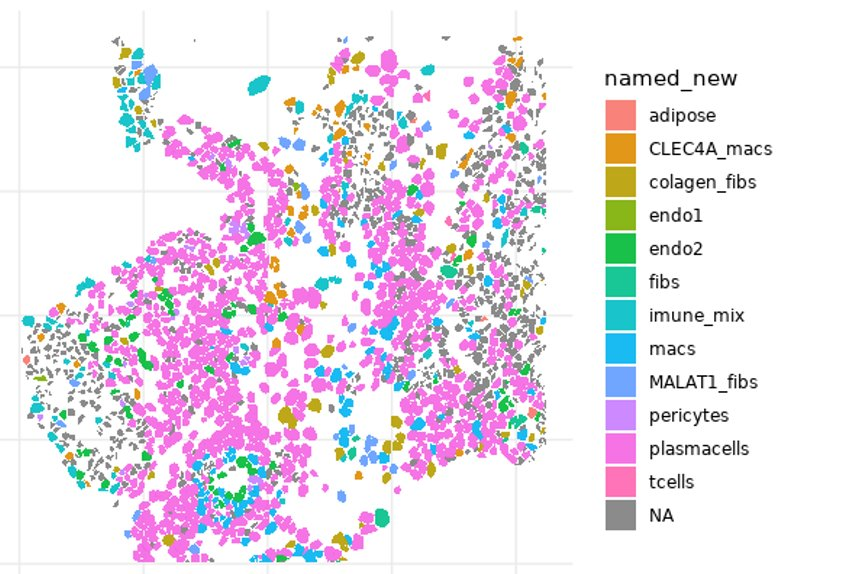 named_new
adipose
CLEC4A_macs
colagen_fibs
endo1
endo2
fibs
imune_mix
macs
MALAT1_fibs
pericytes
plasmacells
tcells
NA